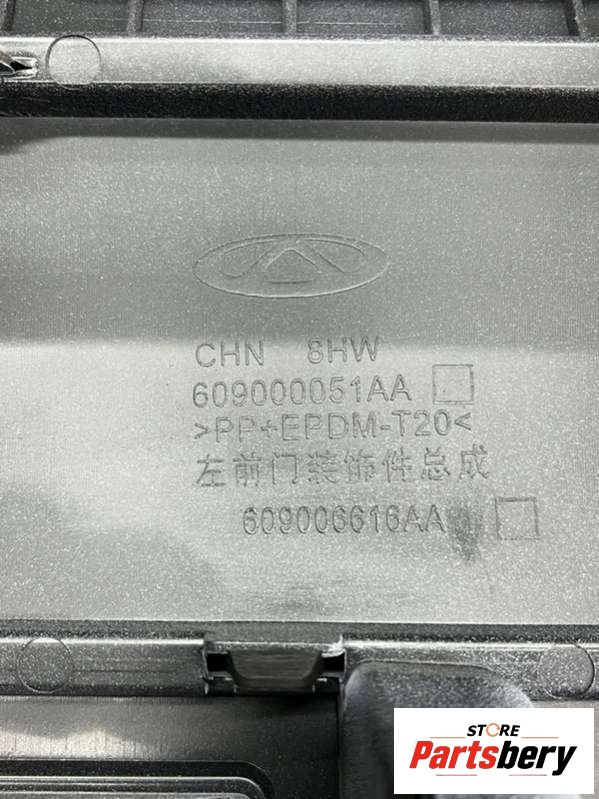 CHN 8HW
609000051AA
>PP+EPDM-T20<
左前门装饰件总成
609006616AA
STORE
Partsbery